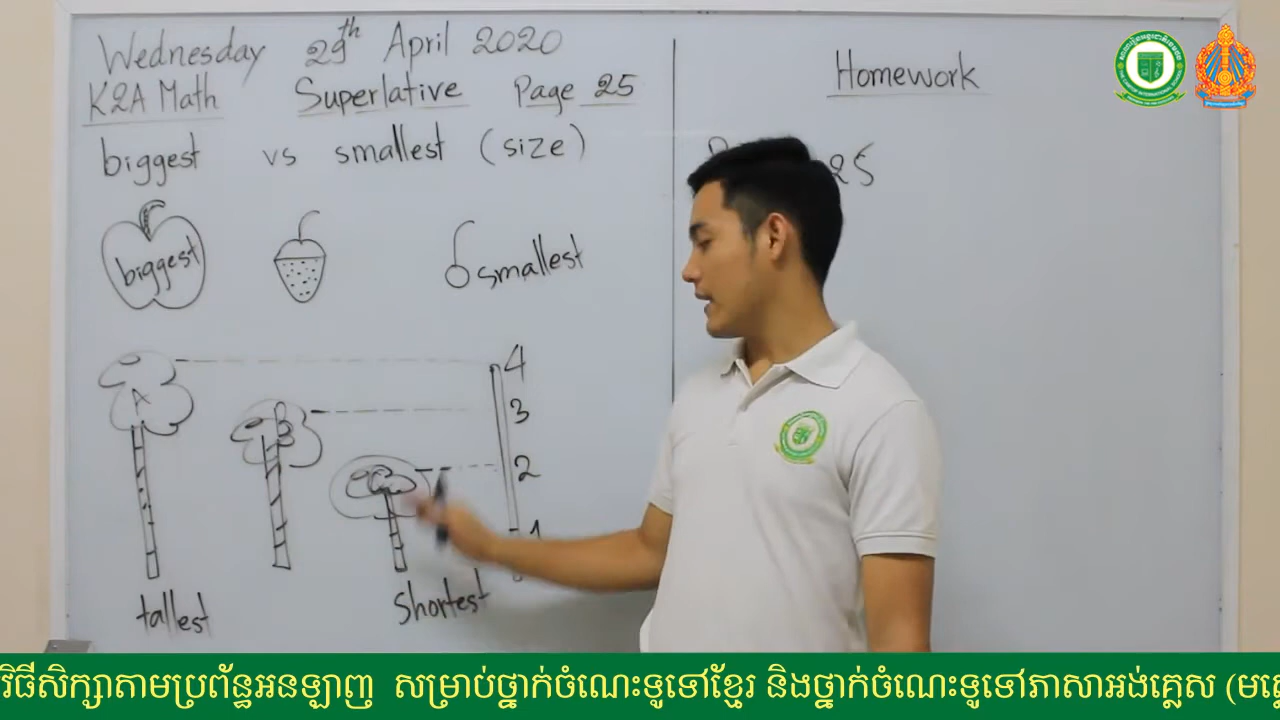 Wednesday 29th April 2020
K2A Math Superlative Page 25
biggest vs smallest (size)
biggest
smallest
A
B
C
4
3
2
1
tallest
shortest
Homework
25
វិធីសិក្សាតាមប្រព័ន្ធអនឡាញ សម្រាប់ថ្នាក់ចំណេះទូទៅខ្មែរ និងថ្នាក់ចំណេះទូទៅភាសាអង់គ្លេស